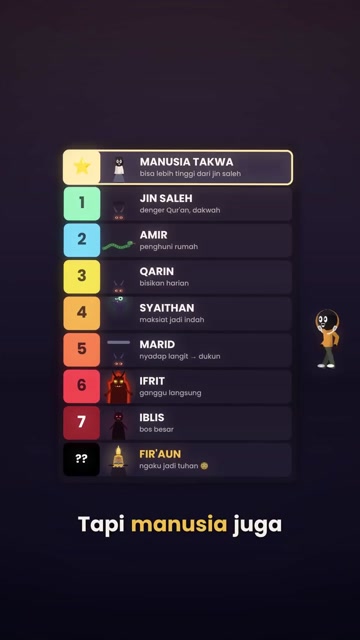 ⭐
MANUSIA TAKWA
bisa lebih tinggi dari jin saleh
1
JIN SALEH
denger Qur'an, dakwah
2
AMIR
penghuni rumah
3
QARIN
bisikan harian
4
SYAITHAN
maksiat jadi indah
5
MARID
nyadap langit → dukun
6
IFRIT
ganggu langsung
7
IBLIS
bos besar
??
FIR'AUN
ngaku jadi tuhan
Tapi manusia juga